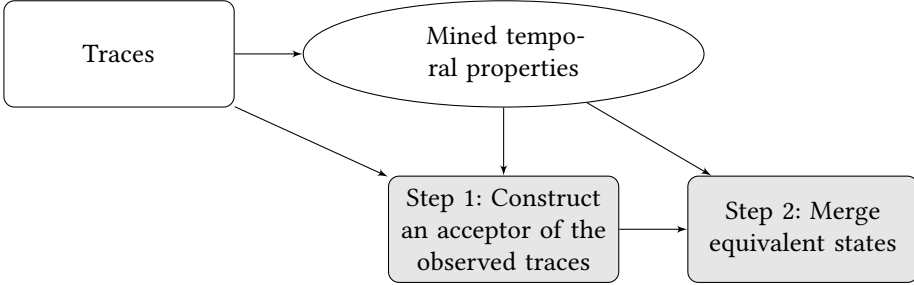 Traces
Mined tempo-
ral properties
Step 1: Construct
an acceptor of the
observed traces
Step 2: Merge
equivalent states